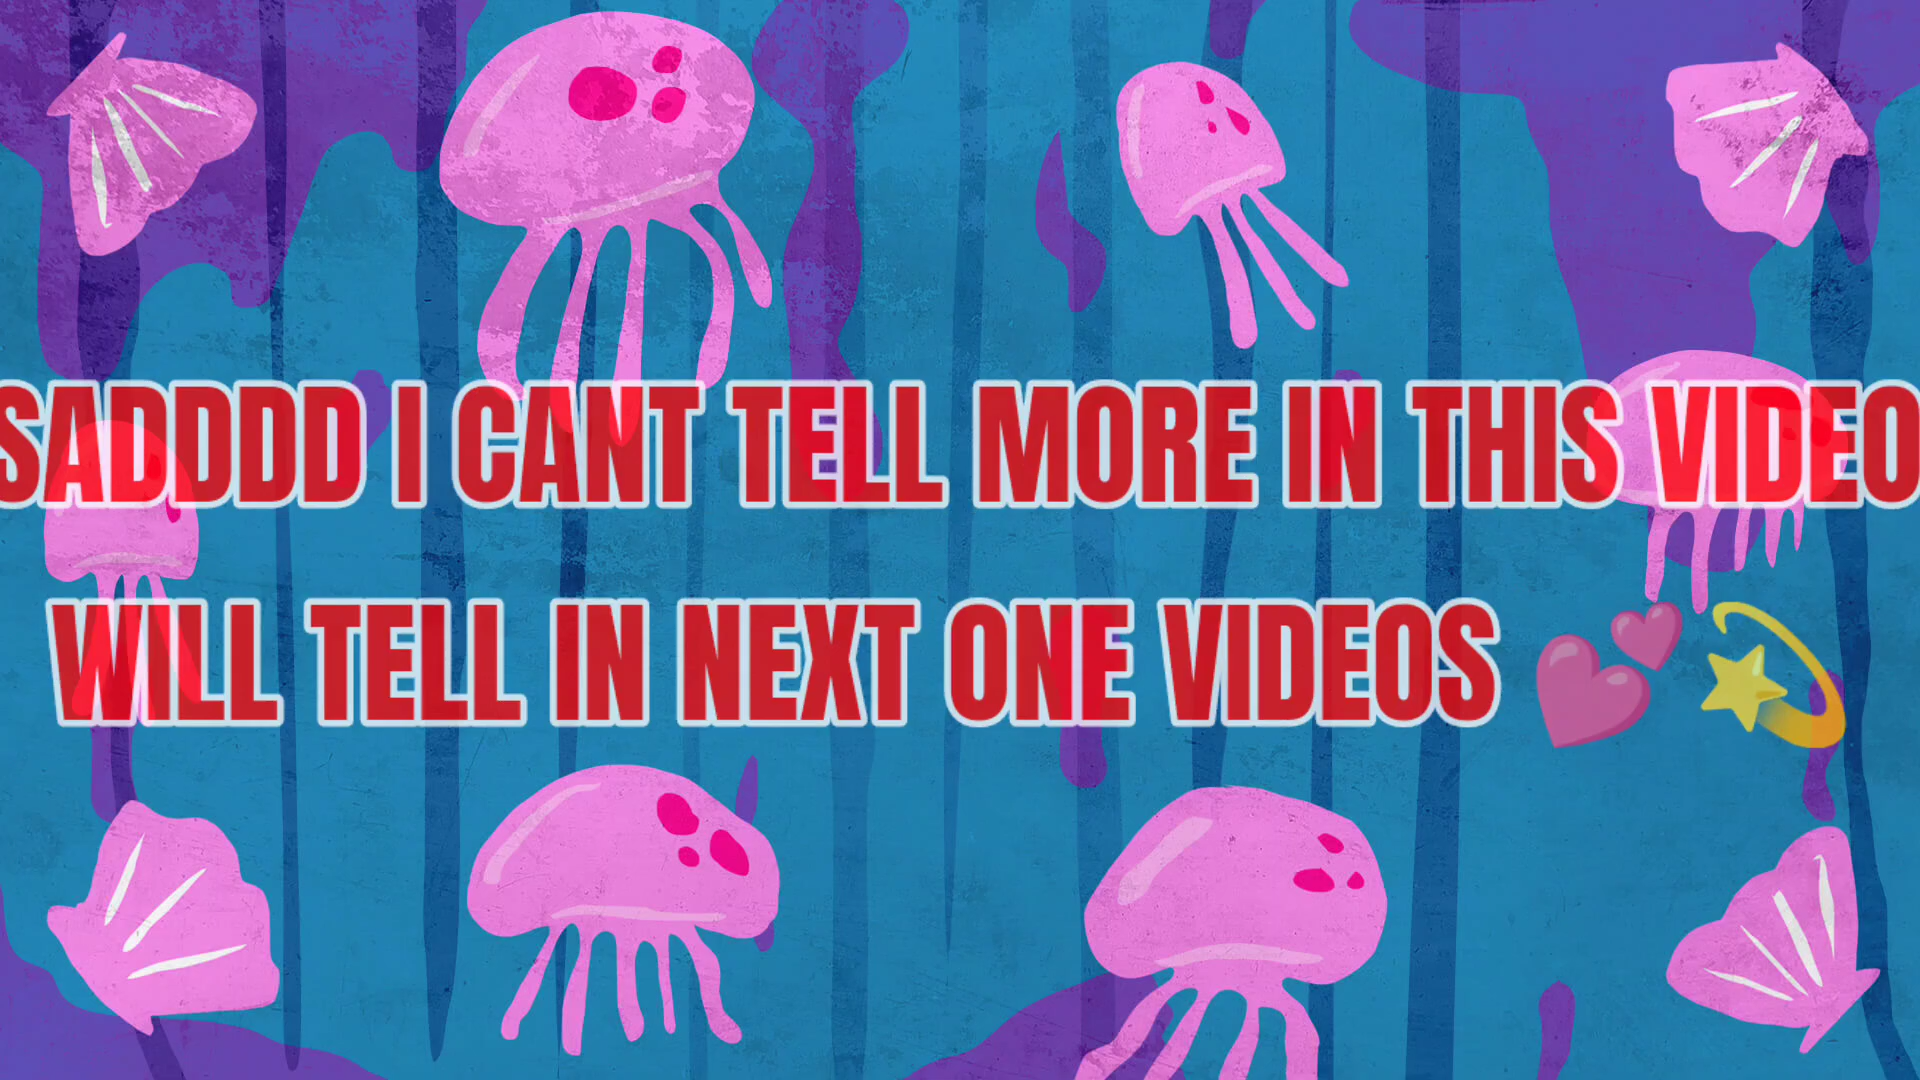 SADDDD I CANT TELL MORE IN THIS VIDEO
WILL TELL IN NEXT ONE VIDEOS 💕 💫